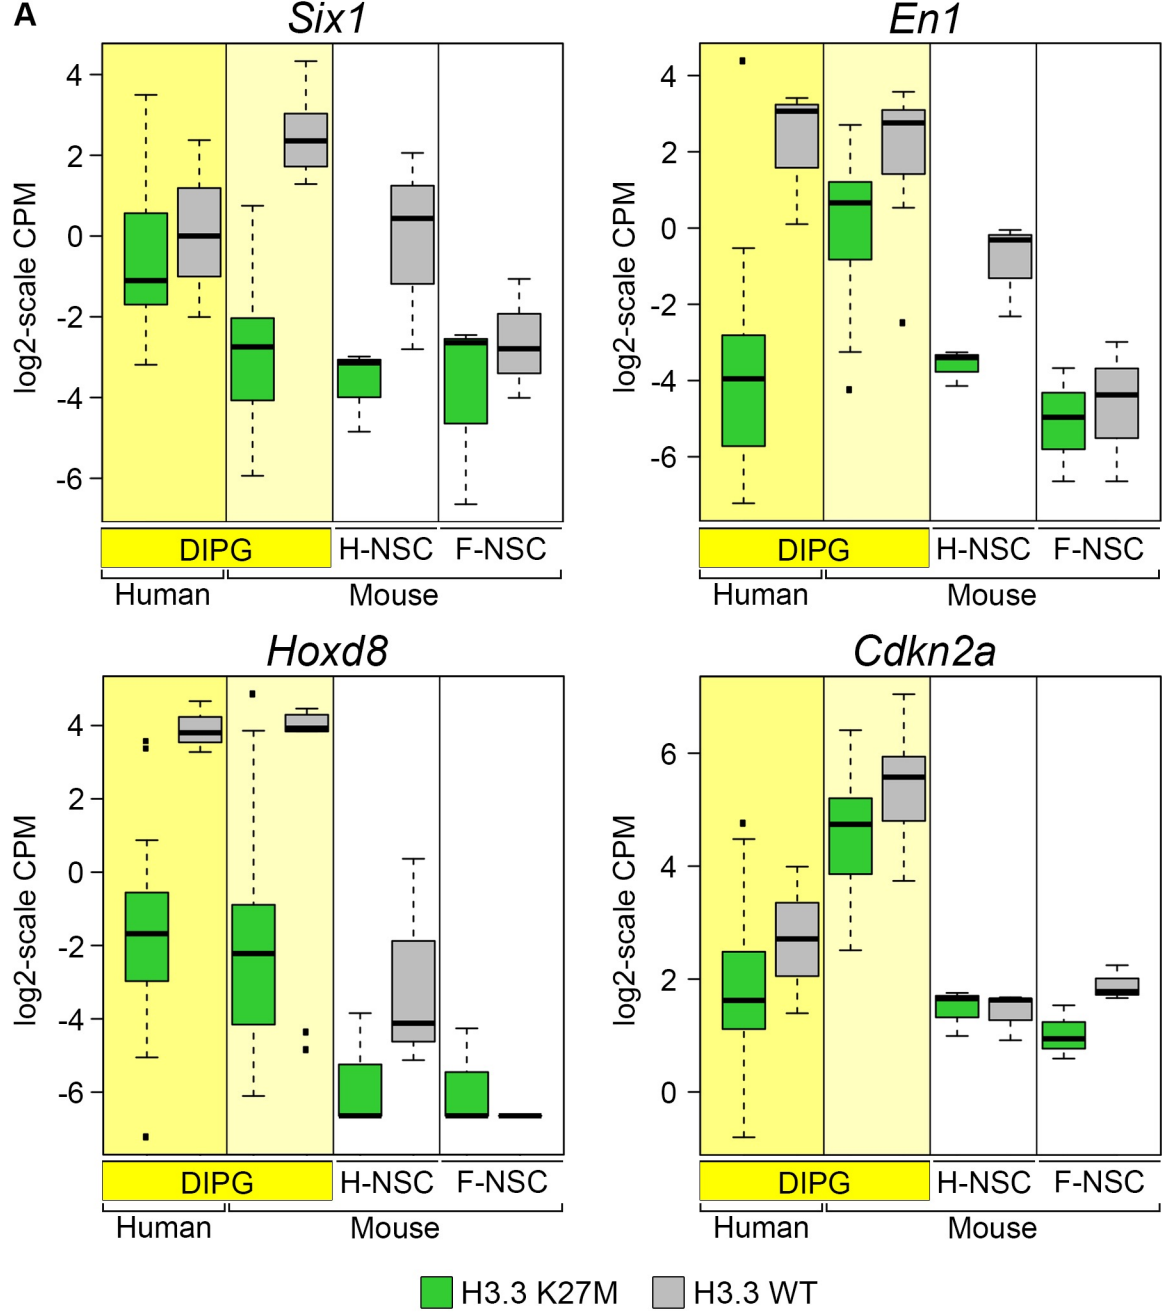 A
Six1
log2-scale CPM
4
2
0
-2
-4
-6
DIPG
H-NSC
F-NSC
Human
Mouse
En1
log2-scale CPM
4
2
0
-2
-4
-6
DIPG
H-NSC
F-NSC
Human
Mouse
Hoxd8
log2-scale CPM
4
2
0
-2
-4
-6
DIPG
H-NSC
F-NSC
Human
Mouse
Cdkn2a
log2-scale CPM
6
4
2
0
DIPG
H-NSC
F-NSC
Human
Mouse
H3.3 K27M
H3.3 WT